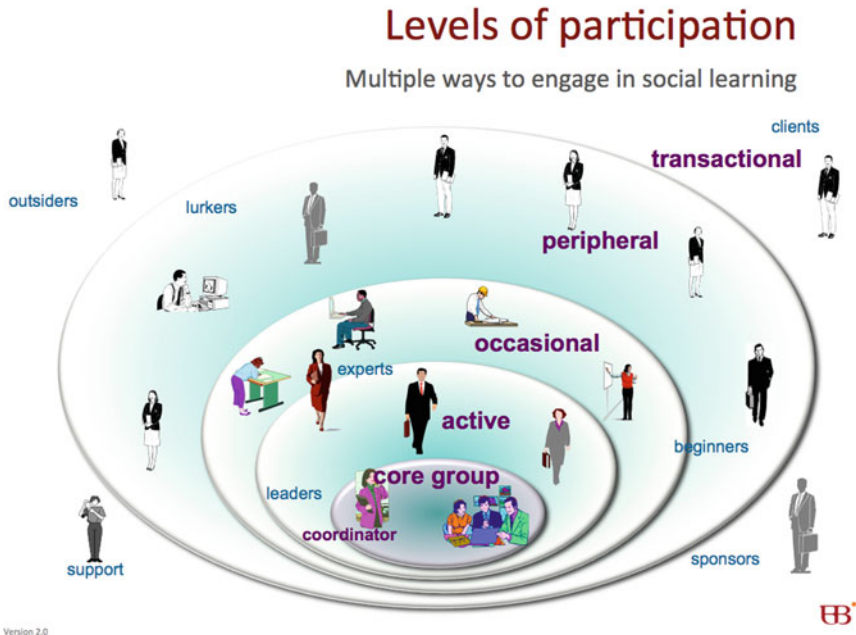 Levels of participation
Multiple ways to engage in social learning
clients
transactional
outsiders
lurkers
peripheral
occasional
experts
active
beginners
core group
leaders
coordinator
sponsors
support
Version 2.0